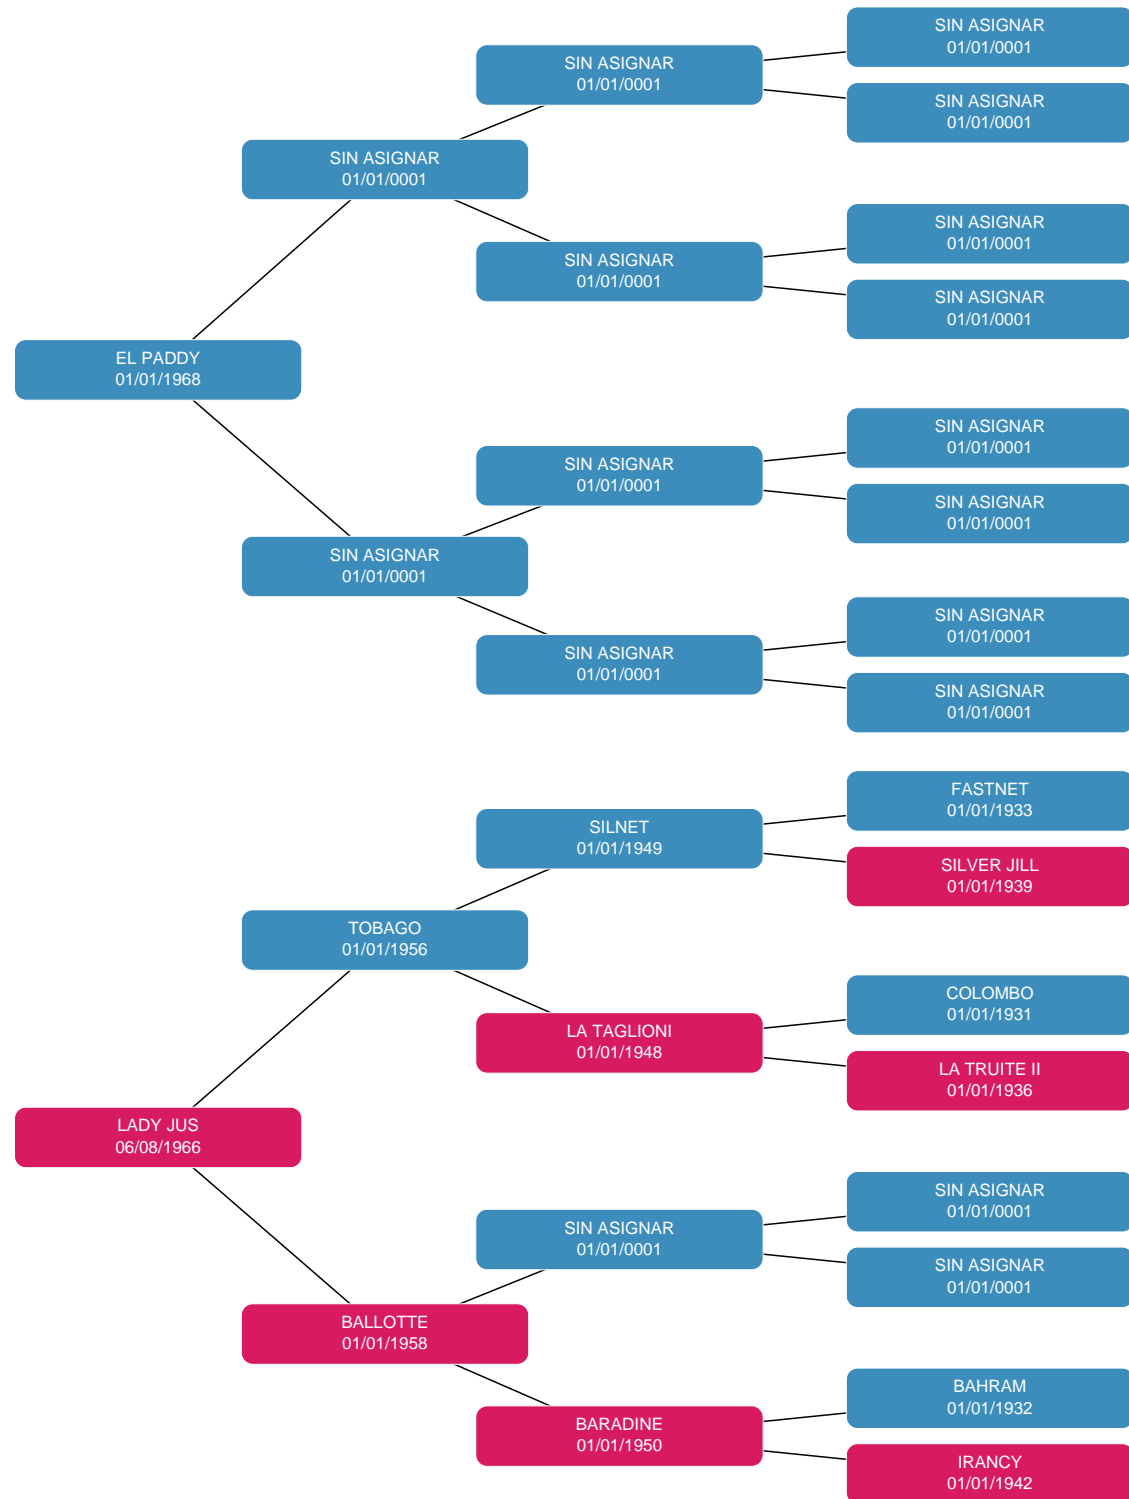 SIN ASIGNAR
01/01/0001
SIN ASIGNAR
01/01/0001
SIN ASIGNAR
01/01/0001
SIN ASIGNAR
01/01/0001
SIN ASIGNAR
01/01/0001
SIN ASIGNAR
01/01/0001
SIN ASIGNAR
01/01/0001
EL PADDY
01/01/1968
SIN ASIGNAR
01/01/0001
SIN ASIGNAR
01/01/0001
SIN ASIGNAR
01/01/0001
SIN ASIGNAR
01/01/0001
SIN ASIGNAR
01/01/0001
SIN ASIGNAR
01/01/0001
SIN ASIGNAR
01/01/0001
FASTNET
01/01/1933
SILNET
01/01/1949
SILVER JILL
01/01/1939
TOBAGO
01/01/1956
COLOMBO
01/01/1931
LA TAGLIONI
01/01/1948
LA TRUITE II
01/01/1936
LADY JUS
06/08/1966
SIN ASIGNAR
01/01/0001
SIN ASIGNAR
01/01/0001
SIN ASIGNAR
01/01/0001
BALLOTTE
01/01/1958
BAHRAM
01/01/1932
BARADINE
01/01/1950
IRANCY
01/01/1942